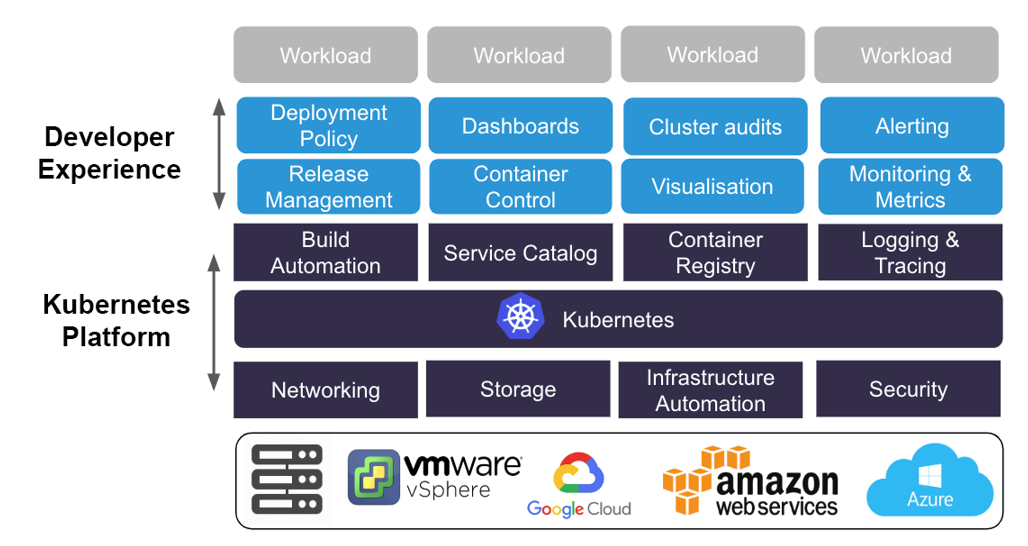 Workload
Workload
Workload
Workload
Developer
Experience
Deployment
Policy
Dashboards
Cluster audits
Alerting
Release
Management
Container
Control
Visualisation
Monitoring &
Metrics
Kubernetes
Platform
Build
Automation
Service Catalog
Container
Registry
Logging &
Tracing
Kubernetes
Networking
Storage
Infrastructure
Automation
Security
vmware
vSphere
Google Cloud
amazon
web services
Azure